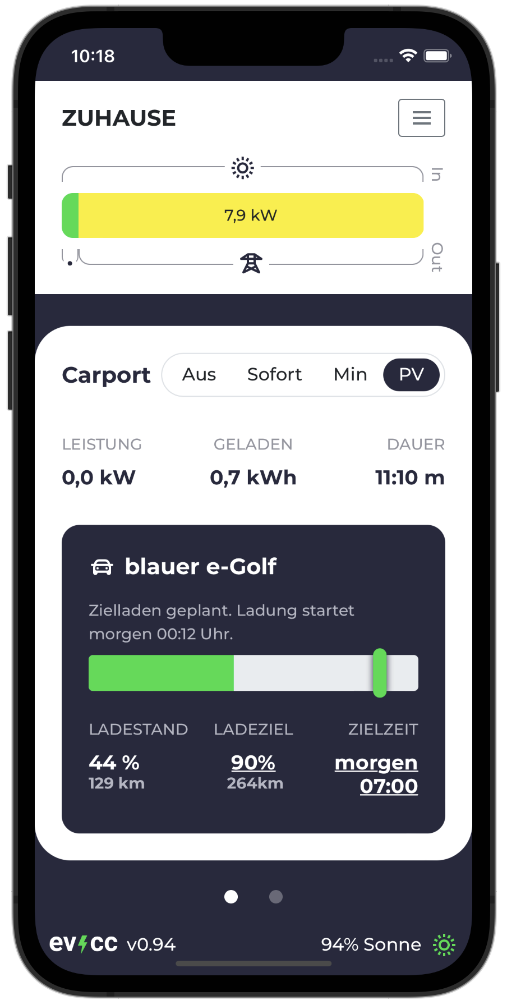 10:18
ZUHAUSE
In
7,9 kW
Out
Carport Aus Sofort Min PV
LEISTUNG GELADEN DAUER
0,0 kW 0,7 kWh 11:10 m
blauer e-Golf
Zielladen geplant. Ladung startet
morgen 00:12 Uhr.
LADESTAND LADEZIEL ZIELZEIT
44 % 90% morgen
129 km 264km 07:00
evcc v0.94 94% Sonne